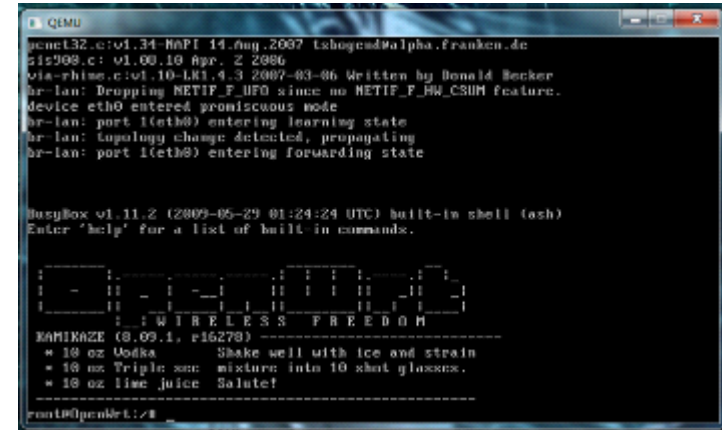 QEMU
pcnet32.c:v1.34-NAPI 14.Aug.2007 tsbogend@alpha.franken.de
sis900.c: v1.08.10 Apr. 2 2006
via-rhine.c:v1.10-LK1.4.3 2007-03-06 Written by Donald Becker
br-lan: Dropping NETIF_F_UFO since no NETIF_F_HW_CSUM feature.
device eth0 entered promiscuous mode
br-lan: port 1(eth0) entering learning state
br-lan: topology change detected, propagating
br-lan: port 1(eth0) entering forwarding state
BusyBox v1.11.2 (2009-05-29 01:24:24 UTC) built-in shell (ash)
Enter 'help' for a list of built-in commands.
OpenWrt
W I R E L E S S   F R E E D O M
KAMIKAZE (8.09.1, r16278) ----------------------------
* 10 oz Vodka       Shake well with ice and strain
* 10 oz Triple sec  mixture into 10 shot glasses.
* 10 oz lime juice  Salute!
---------------------------------------------------
root@OpenWrt:/# _